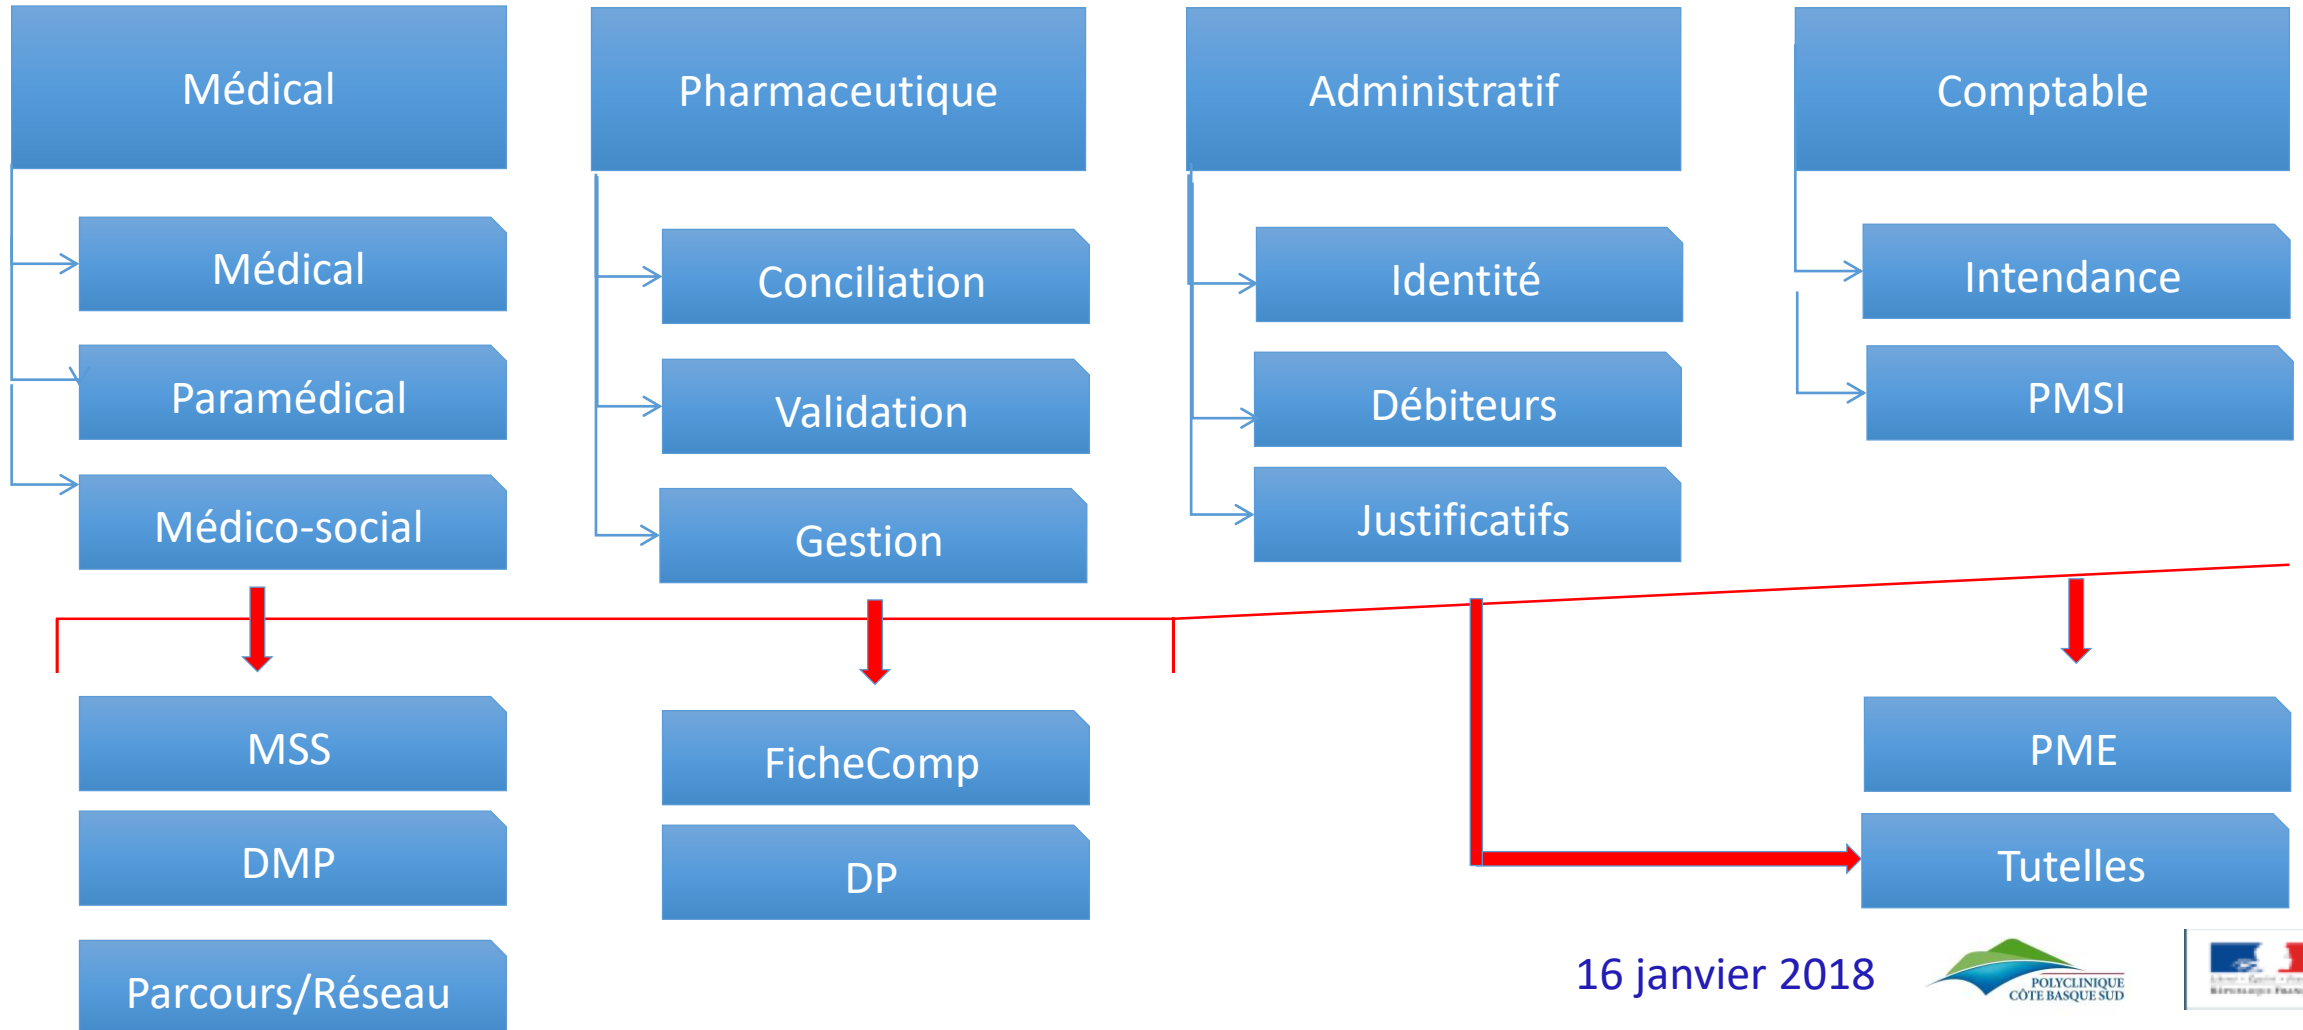 Médical
Pharmaceutique
Administratif
Comptable
Médical
Paramédical
Médico-social
Conciliation
Validation
Gestion
Identité
Débiteurs
Justificatifs
Intendance
PMSI
MSS
DMP
Parcours/Réseau
FicheComp
DP
PME
Tutelles
16 janvier 2018
POLYCLINIQUE
CÔTE BASQUE SUD